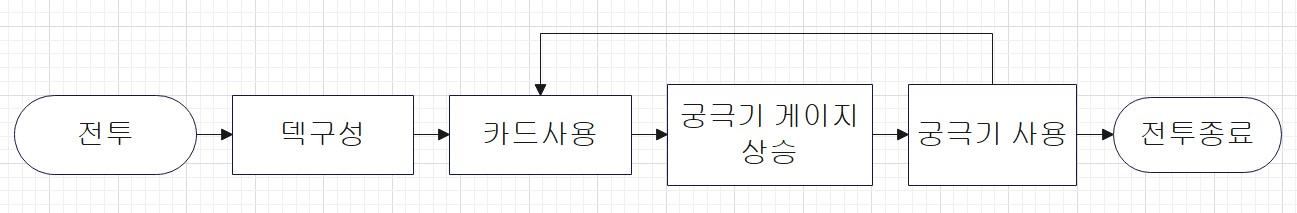 전투
덱구성
카드사용
궁극기 게이지
상승
궁극기 사용
전투종료